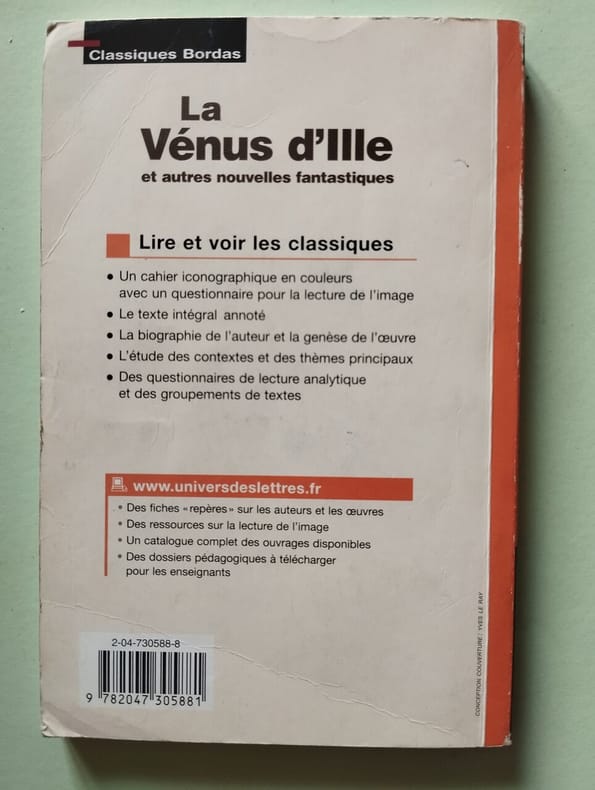 Classiques Bordas
La
Vénus d'Ille
et autres nouvelles fantastiques
Lire et voir les classiques
• Un cahier iconographique en couleurs
avec un questionnaire pour la lecture de l'image
• Le texte intégral annoté
• La biographie de l'auteur et la genèse de l'œuvre
• L'étude des contextes et des thèmes principaux
• Des questionnaires de lecture analytique
et des groupements de textes
www.universdeslettres.fr
• Des fiches «repères» sur les auteurs et les œuvres
• Des ressources sur la lecture de l'image
• Un catalogue complet des ouvrages disponibles
• Des dossiers pédagogiques à télécharger
pour les enseignants
2-04-730588-8
9 782047 305881
CONCEPTION COUVERTURE : YVES LE RAY